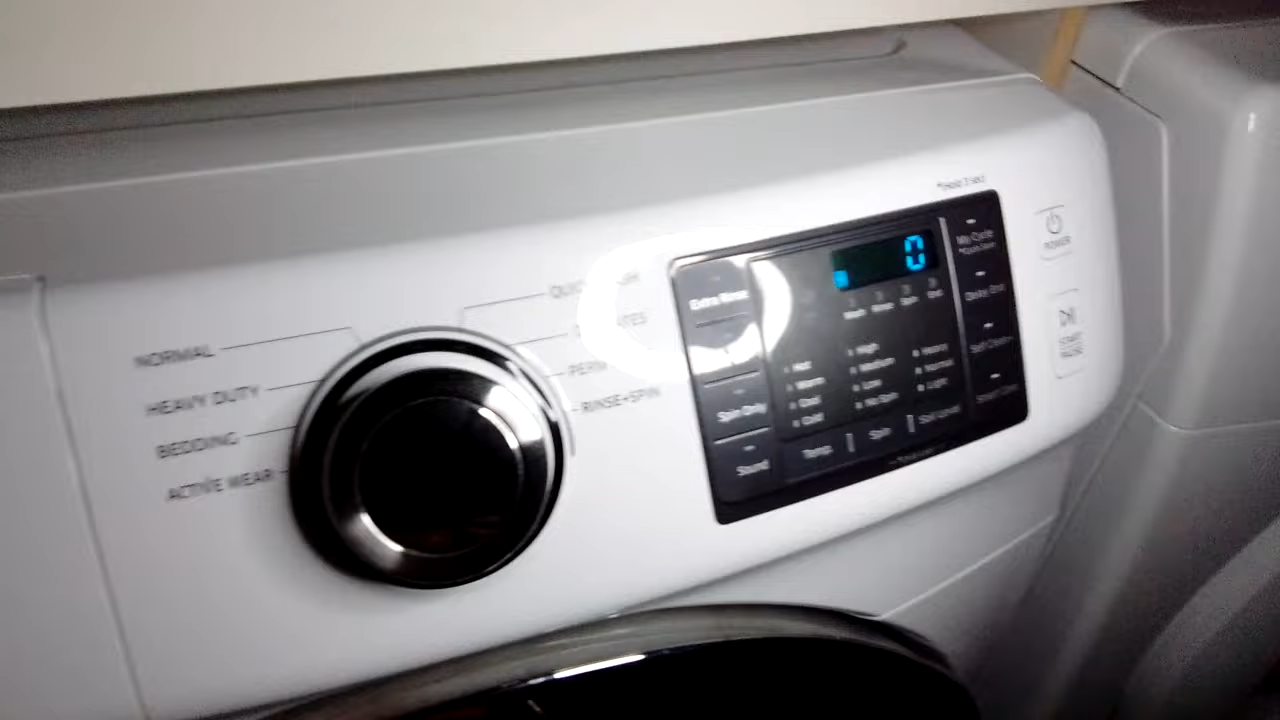 NORMAL
HEAVY DUTY
BEDDING
ACTIVE WEAR
RINSE+SPIN
Extra Rinse
Spin Only
Sound
0
Wash Rinse Spin End
Hot
Warm
Cool
Cold
High
Medium
Low
No Spin
Heavy
Normal
Light
Temp.
Spin
Soil Level
My Cycle
Delay End
Self Clean
POWER
START
PAUSE